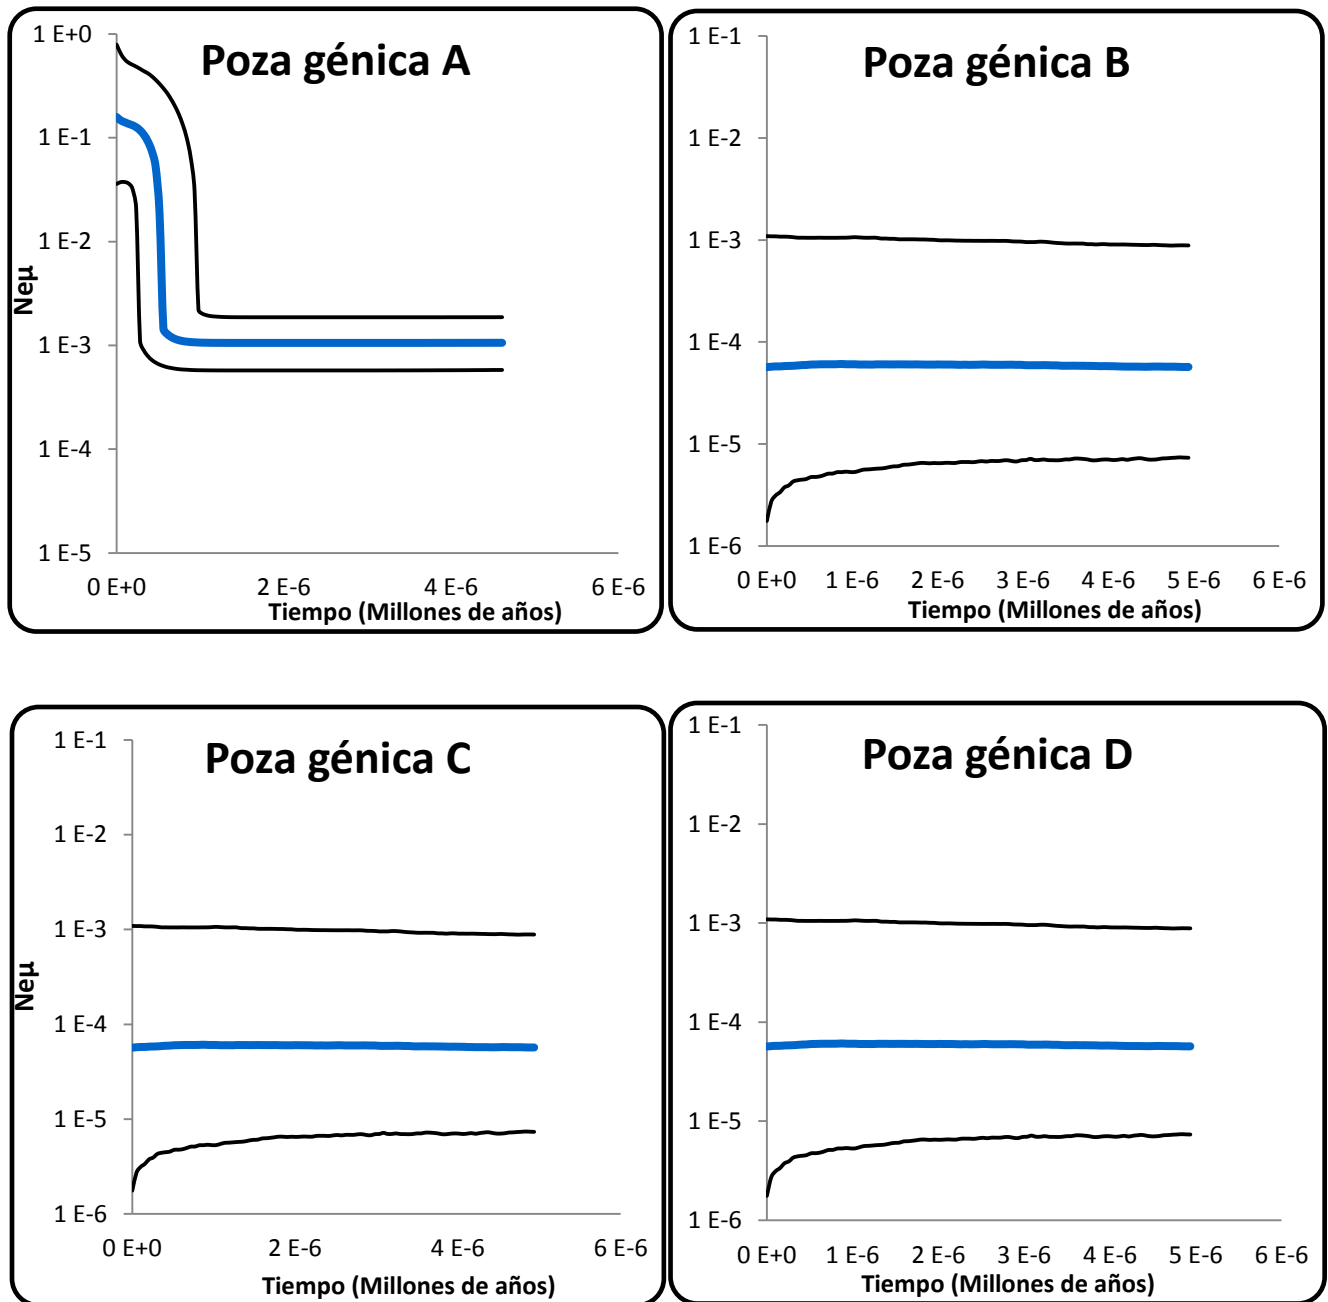 Poza génica A
1 E+0
1 E-1
1 E-2
1 E-3
1 E-4
1 E-5
Neμ
0 E+0 2 E-6 4 E-6 6 E-6
Tiempo (Millones de años)
Poza génica B
1 E-1
1 E-2
1 E-3
1 E-4
1 E-5
1 E-6
0 E+0 1 E-6 2 E-6 3 E-6 4 E-6 5 E-6 6 E-6
Tiempo (Millones de años)
Poza génica C
1 E-1
1 E-2
1 E-3
1 E-4
1 E-5
1 E-6
Neμ
0 E+0 2 E-6 4 E-6 6 E-6
Tiempo (Millones de años)
Poza génica D
1 E-1
1 E-2
1 E-3
1 E-4
1 E-5
1 E-6
0 E+0 1 E-6 2 E-6 3 E-6 4 E-6 5 E-6 6 E-6
Tiempo (Millones de años)